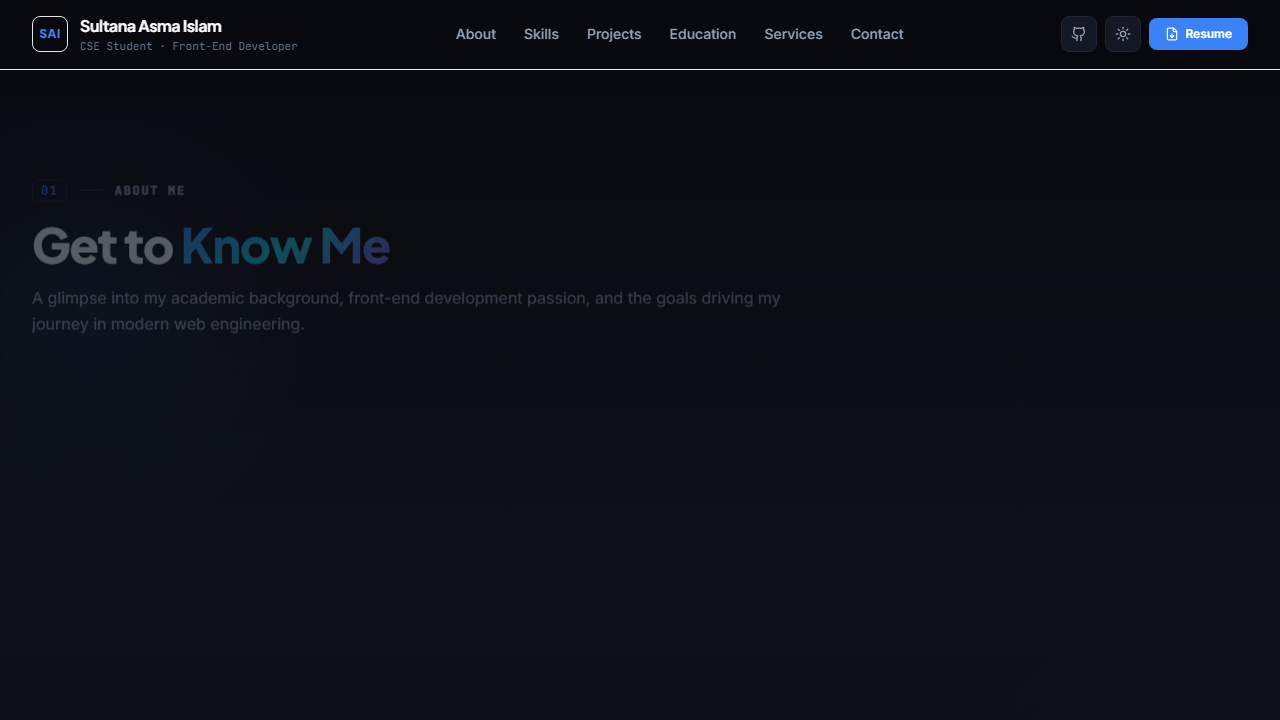 SAI
Sultana Asma Islam
CSE Student · Front-End Developer
About
Skills
Projects
Education
Services
Contact
Resume
01
ABOUT ME
Get to Know Me
A glimpse into my academic background, front-end development passion, and the goals driving my
journey in modern web engineering.